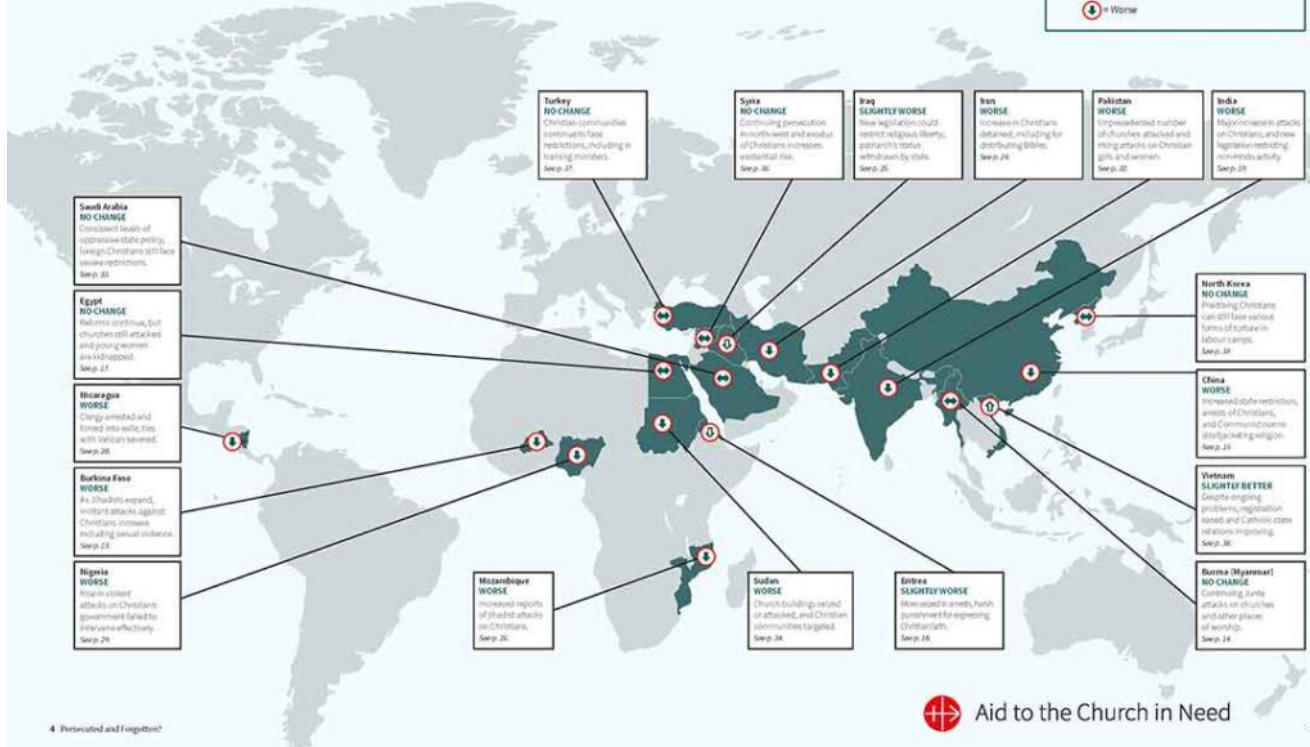 = Worse
Turkey
NO CHANGE
Christian communities
continue to face
restrictions, including in
training ministers.
See p. 37.
Syria
NO CHANGE
Continuing persecution
in north-west and exodus
of Christians increases
existential risk.
See p. 36.
Iraq
SLIGHTLY WORSE
New legislation could
restrict religious liberty,
patriarch's status
withdrawn by state.
See p. 25.
Iran
WORSE
Increase in Christians
detained, including for
distributing Bibles.
See p. 24.
Pakistan
WORSE
Unprecedented number
of churches attacked and
rising attacks on Christian
girls and women.
See p. 32.
India
WORSE
Major increase in attacks
on Christians, and new
legislation restricting
non-Hindu activity.
See p. 19.
Saudi Arabia
NO CHANGE
Consistent levels of
oppressive state policy,
foreign Christians still face
severe restrictions.
See p. 33.
Egypt
NO CHANGE
Reforms continue, but
churches still attacked
and young women
are kidnapped.
See p. 17.
Nicaragua
WORSE
Clergy arrested and
forced into exile, ties
with Vatican severed.
See p. 28.
Burkina Faso
WORSE
As Jihadists expand,
militant attacks against
Christians increase
including sexual violence.
See p. 13.
Nigeria
WORSE
Rise in violent
attacks on Christians
government failed to
intervene effectively.
See p. 29.
Mozambique
WORSE
Increased reports
of jihadist attacks
on Christians.
See p. 26.
Sudan
WORSE
Church buildings seized
or attacked, and Christian
communities targeted.
See p. 34.
Eritrea
SLIGHTLY WORSE
More seized in arrests, harsh
punishment for expressing
Christian faith.
See p. 18.
North Korea
NO CHANGE
Practising Christians
can still face various
forms of torture in
labour camps.
See p. 30.
China
WORSE
Increased state restriction,
arrests of Christians,
and Communist norms
straitjacketing religion.
See p. 15.
Vietnam
SLIGHTLY BETTER
Despite ongoing
problems, registration
eased and Catholic-state
relations improving.
See p. 38.
Burma (Myanmar)
NO CHANGE
Continuing Junta
attacks on churches
and other places
of worship.
See p. 14.
4 Persecuted and Forgotten?
Aid to the Church in Need